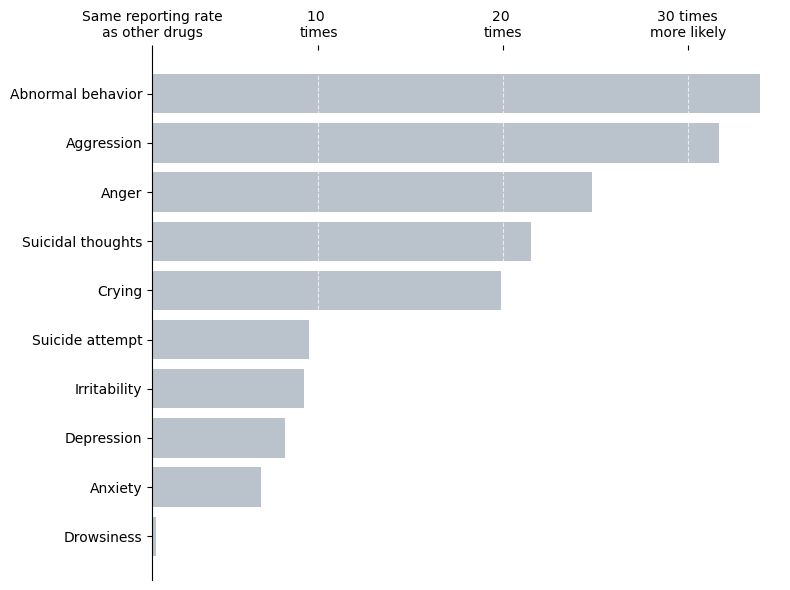 Same reporting rate
as other drugs
10
times
20
times
30 times
more likely
Abnormal behavior
Aggression
Anger
Suicidal thoughts
Crying
Suicide attempt
Irritability
Depression
Anxiety
Drowsiness